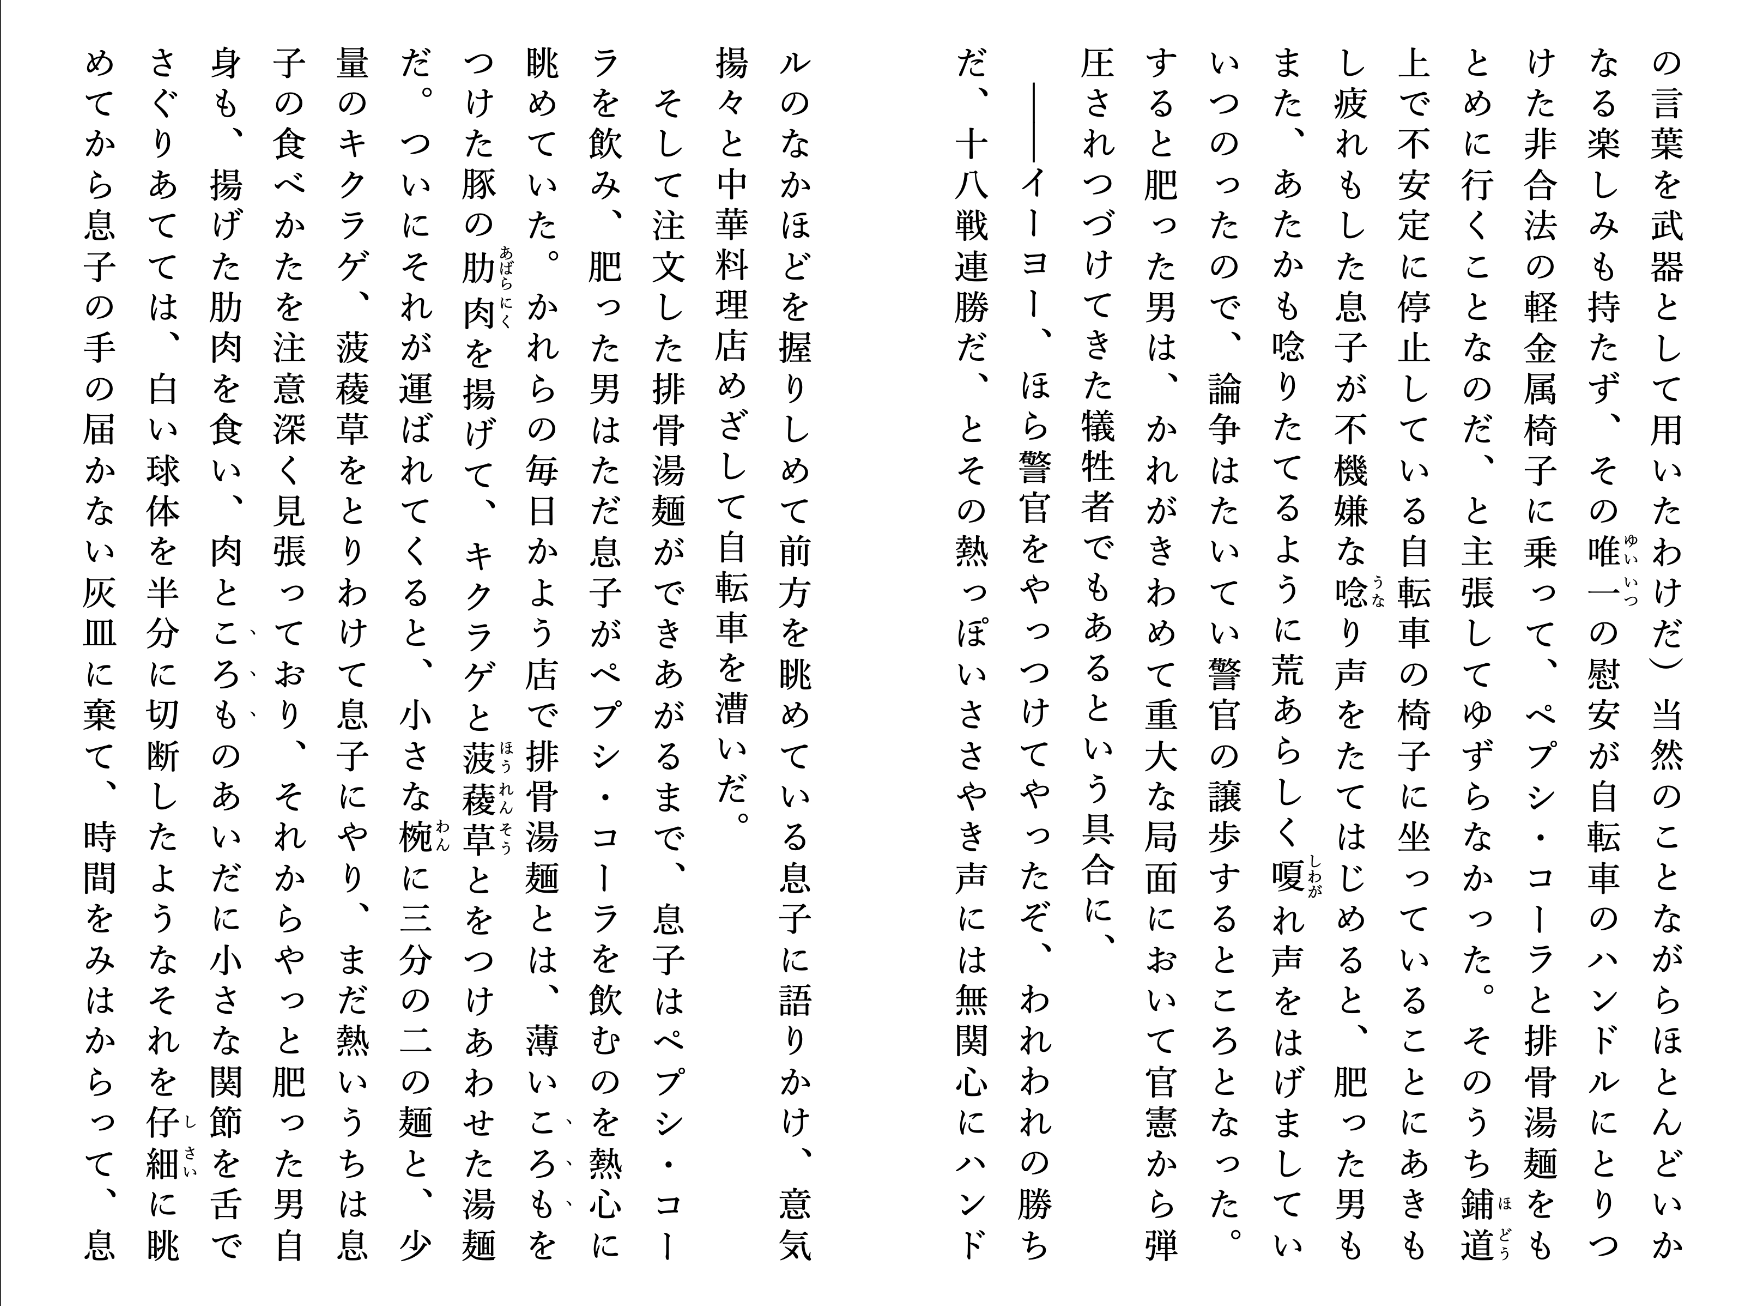 の言葉を武器として用いたわけだ）当然のことながらほとんどいか
なる楽しみも持たず、その唯一の慰安が自転車のハンドルにとりつ
けた非合法の軽金属椅子に乗って、ペプシ・コーラと排骨湯麺をも
とめに行くことなのだ、と主張してゆずらなかった。そのうち鋪道
上で不安定に停止している自転車の椅子に坐っていることにあきも
し疲れもした息子が不機嫌な唸り声をたてはじめると、肥った男も
また、あたかも唸りたてるように荒あらしく嗄れ声をはげましてい
いつのったので、論争はたいてい警官の譲歩するところとなった。
すると肥った男は、かれがきわめて重大な局面において官憲から弾
圧されつづけてきた犠牲者でもあるという具合に、
――イーヨー、ほら警官をやっつけてやったぞ、われわれの勝ち
だ、十八戦連勝だ、とその熱っぽいささやき声には無関心にハンド
ルのなかほどを握りしめて前方を眺めている息子に語りかけ、意気
揚々と中華料理店めざして自転車を漕いだ。
そして注文した排骨湯麺ができあがるまで、息子はペプシ・コー
ラを飲み、肥った男はただ息子がペプシ・コーラを飲むのを熱心に
眺めていた。かれらの毎日かよう店で排骨湯麺とは、薄いころもを
つけた豚の肋肉を揚げて、キクラゲと菠薐草とをつけあわせた湯麺
だ。ついにそれが運ばれてくると、小さな椀に三分の二の麺と、少
量のキクラゲ、菠薐草をとりわけて息子にやり、まだ熱いうちは息
子の食べかたを注意深く見張っており、それからやっと肥った男自
身も、揚げた肋肉を食い、肉ところものあいだに小さな関節を舌で
さぐりあてては、白い球体を半分に切断したようなそれを仔細に眺
めてから息子の手の届かない灰皿に棄て、時間をみはからって、息